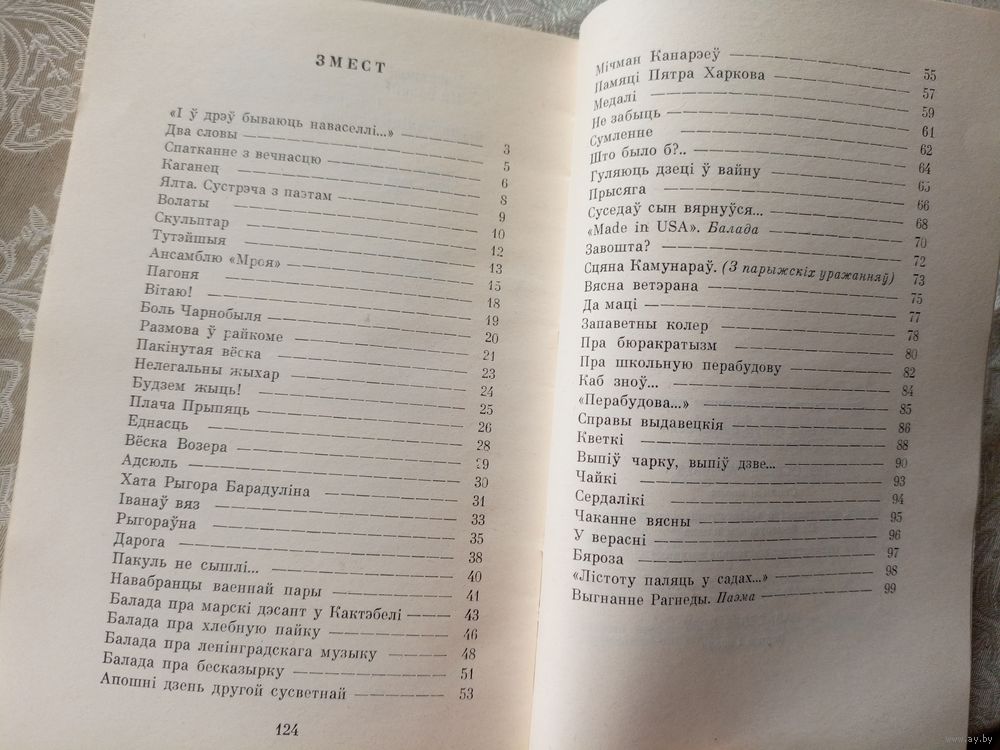 ЗМЕСТ
«І ў дрэў бываюць наваселлі...» 3
Два словы 5
Спатканне з вечнасцю 6
Каганец 8
Ялта. Сустрэча з паэтам 9
Волаты 10
Скульптар 12
Тутэйшыя 13
Ансамблю «Мроя» 15
Пагоня 18
Вітаю! 19
Боль Чарнобыля 20
Размова ў райкоме 21
Пакінутая вёска 23
Нелегальны жыхар 24
Будзем жыць! 25
Плача Прыпяць 26
Еднасць 28
Вёска Возера 29
Адсюль 30
Хата Рыгора Барадуліна 31
Іванаў вяз 33
Рыгораўна 35
Дарога 38
Пакуль не сышлі... 40
Навабранцы ваеннай пары 41
Балада пра марскі дэсант у Кактэбелі 43
Балада пра хлебную пайку 46
Балада пра ленінградскага музыку 48
Балада пра бесказырку 51
Апошні дзень другой сусветнай 53
124
Мічман Канарэеў 55
Памяці Пятра Харкова 57
Медалі 59
Не забыць 61
Сумленне 62
Што было б?.. 64
Гуляюць дзеці ў вайну 65
Прысяга 66
Суседаў сын вярнуўся... 68
«Made in USA». Балада 70
Завошта? 72
Сцяна Камунараў. (З парыжскіх уражанняў) 73
Вясна ветэрана 75
Да маці 77
Запаветны колер 78
Пра бюракратызм 80
Пра школьную перабудову 82
Каб зноў... 84
«Перабудова...» 85
Справы выдавецкія 86
Кветкі 88
Выпіў чарку, выпіў дзве... 90
Чайкі 93
Сердалікі 94
Чаканне вясны 95
У верасні 96
Бяроза 97
«Лістоту паляць у садах...» 98
Выгнанне Рагнеды. Паэма 99
www.ay.by